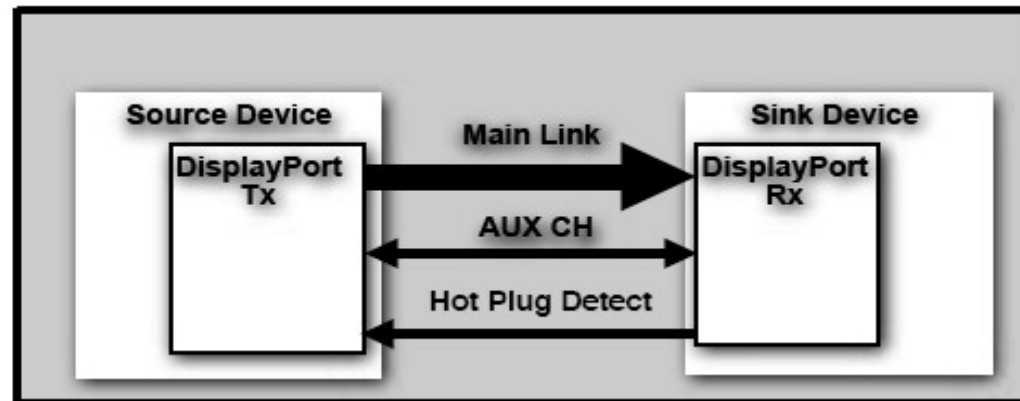 Source Device
Sink Device
Main Link
DisplayPort
Tx
DisplayPort
Rx
AUX CH
Hot Plug Detect